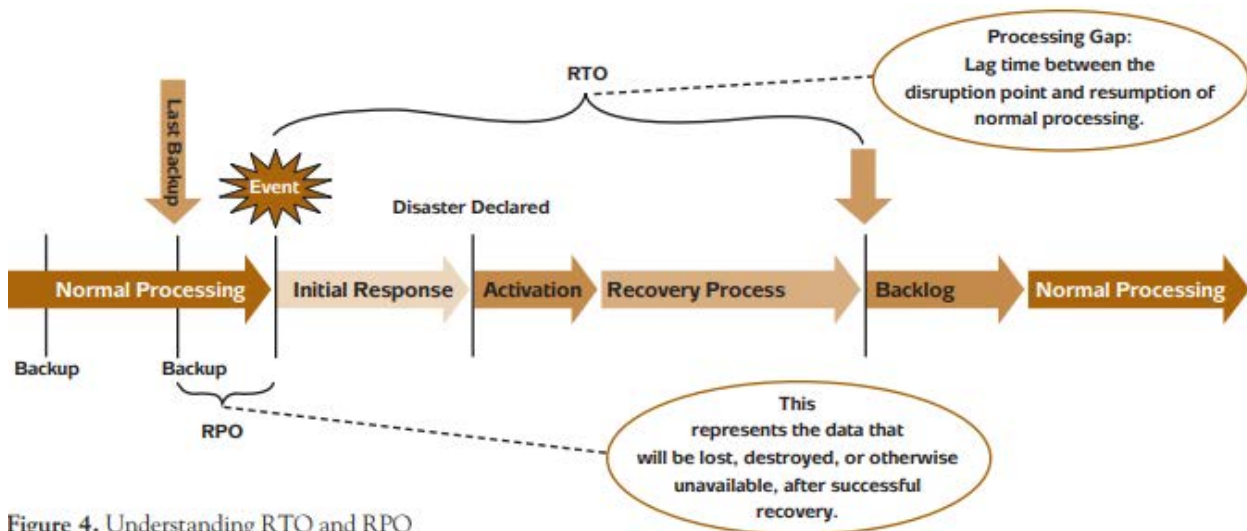 Processing Gap:
Lag time between the
disruption point and resumption of
normal processing.
RTO
Last Backup
Event
Disaster Declared
Normal Processing
Initial Response
Activation
Recovery Process
Backlog
Normal Processing
Backup
Backup
RPO
This
represents the data that
will be lost, destroyed, or otherwise
unavailable, after successful
recovery.
Figure 4. Understanding RTO and RPO